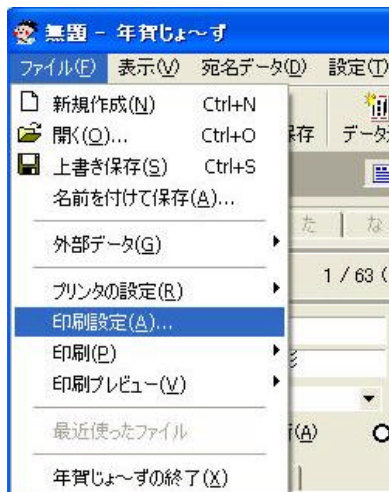 無題 - 年賀じょ～ず
ファイル(F) 表示(V) 宛名データ(D) 設定(T)
新規作成(N) Ctrl+N
開く(O)... Ctrl+O
上書き保存(S) Ctrl+S
保存 データ
名前を付けて保存(A)...
た な
外部データ(G)
プリンタの設定(R)
1 / 63 (
印刷設定(A)...
印刷(P)
印刷プレビュー(V)
最近使ったファイル
(A)
年賀じょ～ずの終了(X)